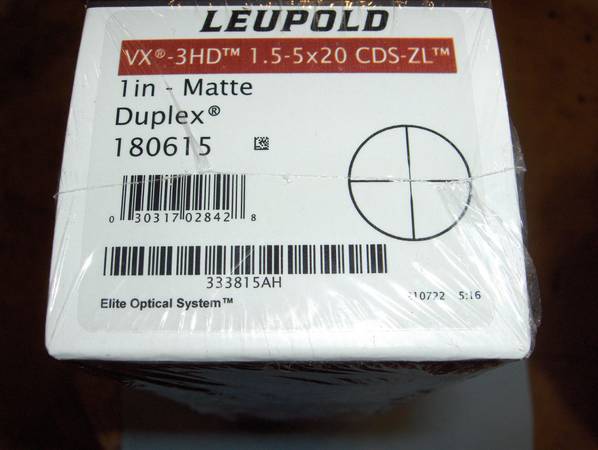 LEUPOLD
VX®-3HD™ 1.5-5x20 CDS-ZL™
1in - Matte
Duplex®
180615
0 30317 02842 8
333815AH
Elite Optical System™
5:16